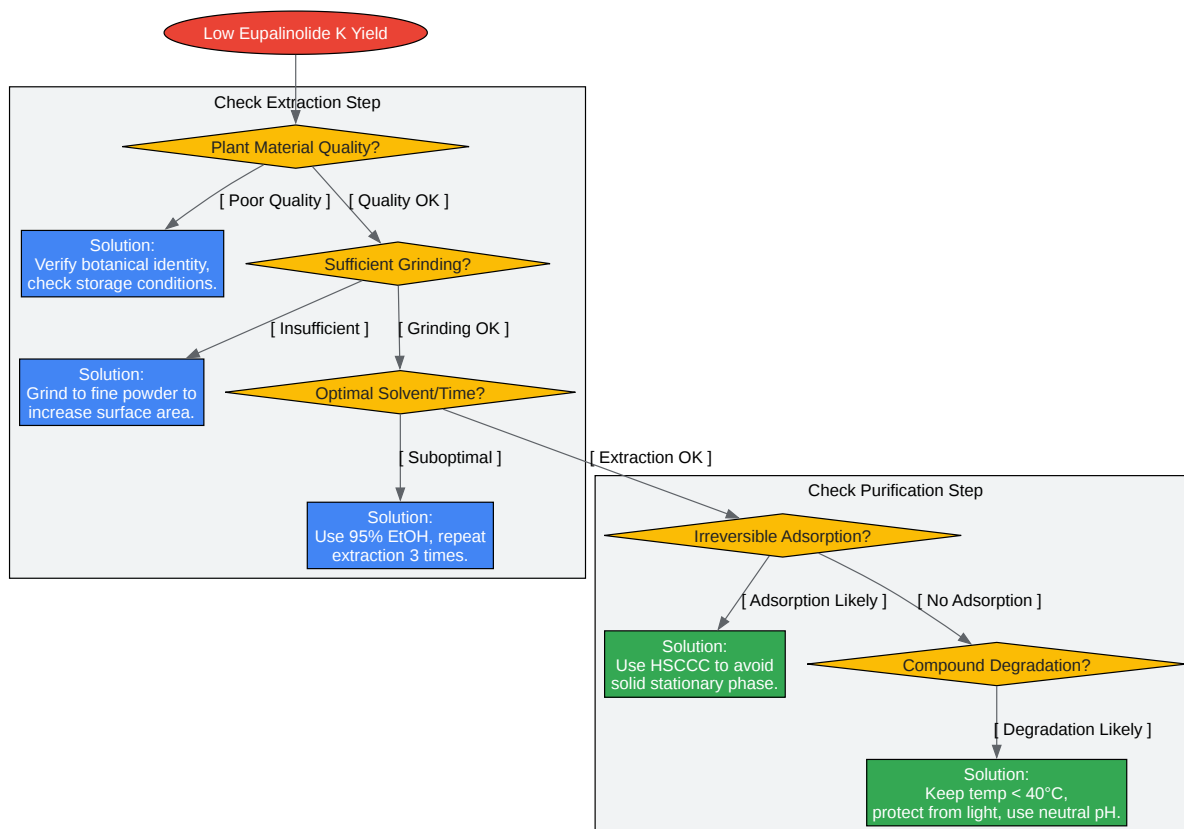 Low Eupalinolide K Yield
Check Extraction Step
Plant Material Quality?
[ Poor Quality ]
[ Quality OK ]
Solution:
Verify botanical identity,
check storage conditions.
Sufficient Grinding?
[ Insufficient ]
[ Grinding OK ]
Solution:
Grind to fine powder to
increase surface area.
Optimal Solvent/Time?
[ Suboptimal ]
[ Extraction OK ]
Solution:
Use 95% EtOH, repeat
extraction 3 times.
Check Purification Step
Irreversible Adsorption?
[ Adsorption Likely ]
[ No Adsorption ]
Solution:
Use HSCCC to avoid
solid stationary phase.
Compound Degradation?
[ Degradation Likely ]
Solution:
Keep temp < 40°C,
protect from light, use neutral pH.